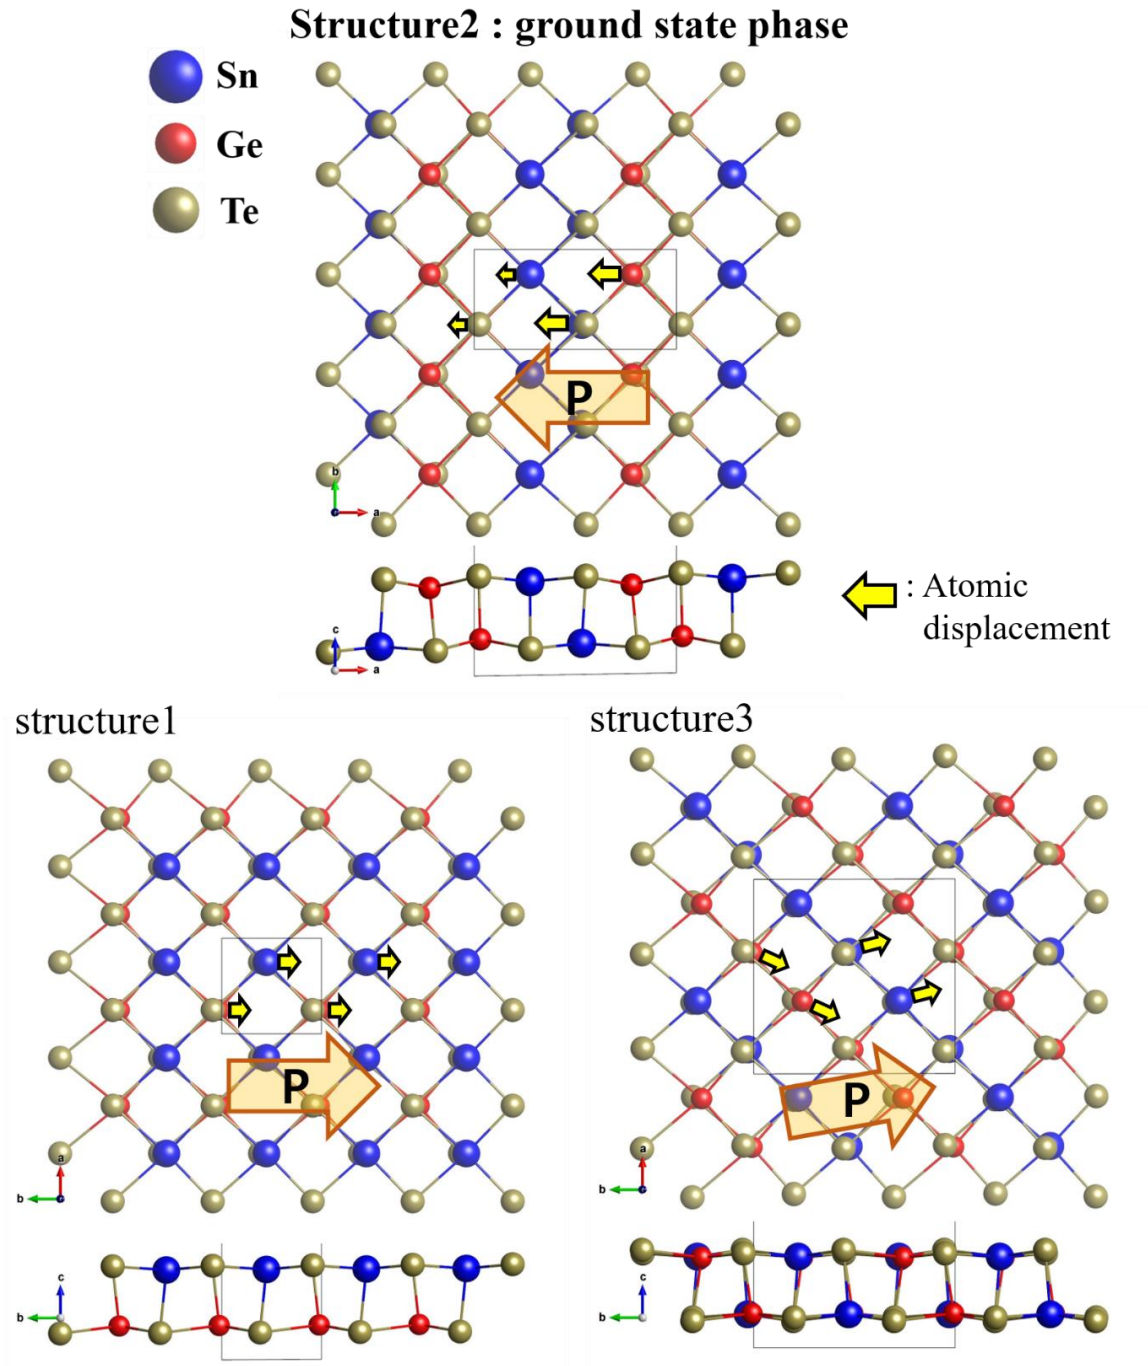 Structure2 : ground state phase
Sn
Ge
Te
P
b
a
c
a
: Atomic
displacement
structure1
structure3
P
P
a
b
a
b
c
b
c
b